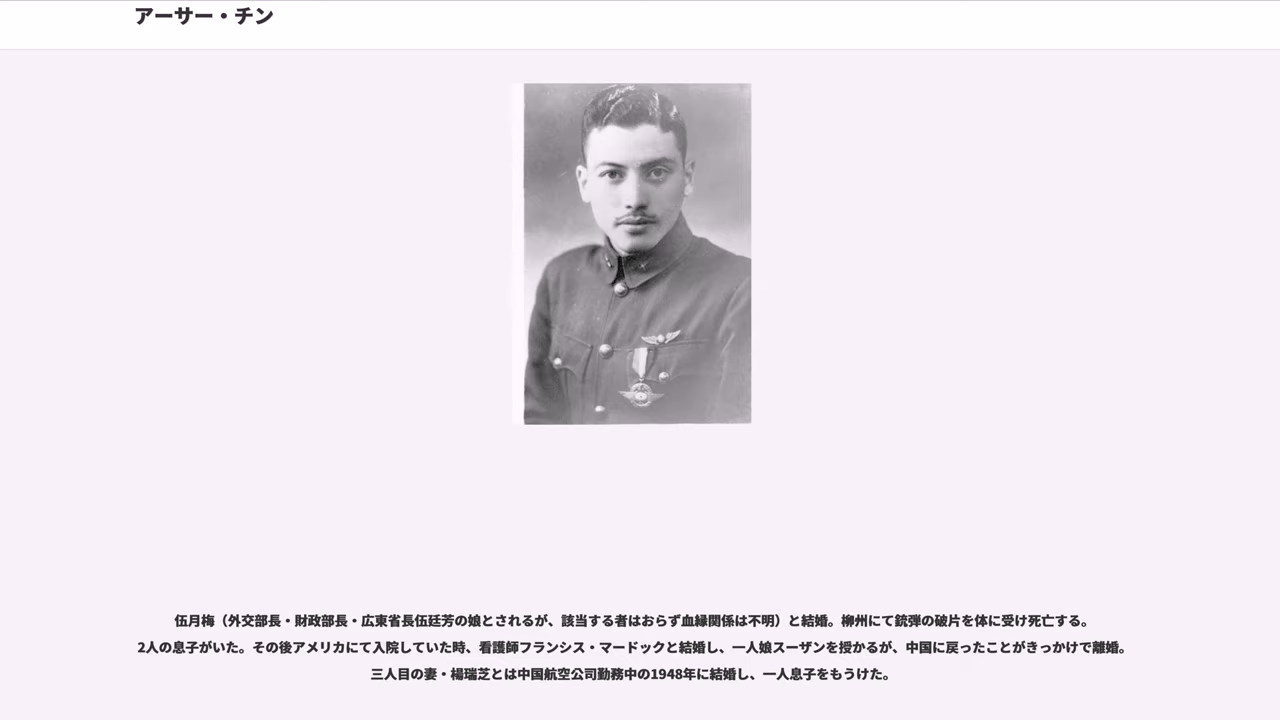 アーサー・チン
伍月梅（外交部長・財政部長・広東省長伍廷芳の娘とされるが、該当する者はおらず血縁関係は不明）と結婚。柳州にて銃弾の破片を体に受け死亡する。
2人の息子がいた。その後アメリカにて入院していた時、看護師フランシス・マードックと結婚し、一人娘スーザンを授かるが、中国に戻ったことがきっかけで離婚。
三人目の妻・楊瑞芝とは中国航空公司勤務中の1948年に結婚し、一人息子をもうけた。